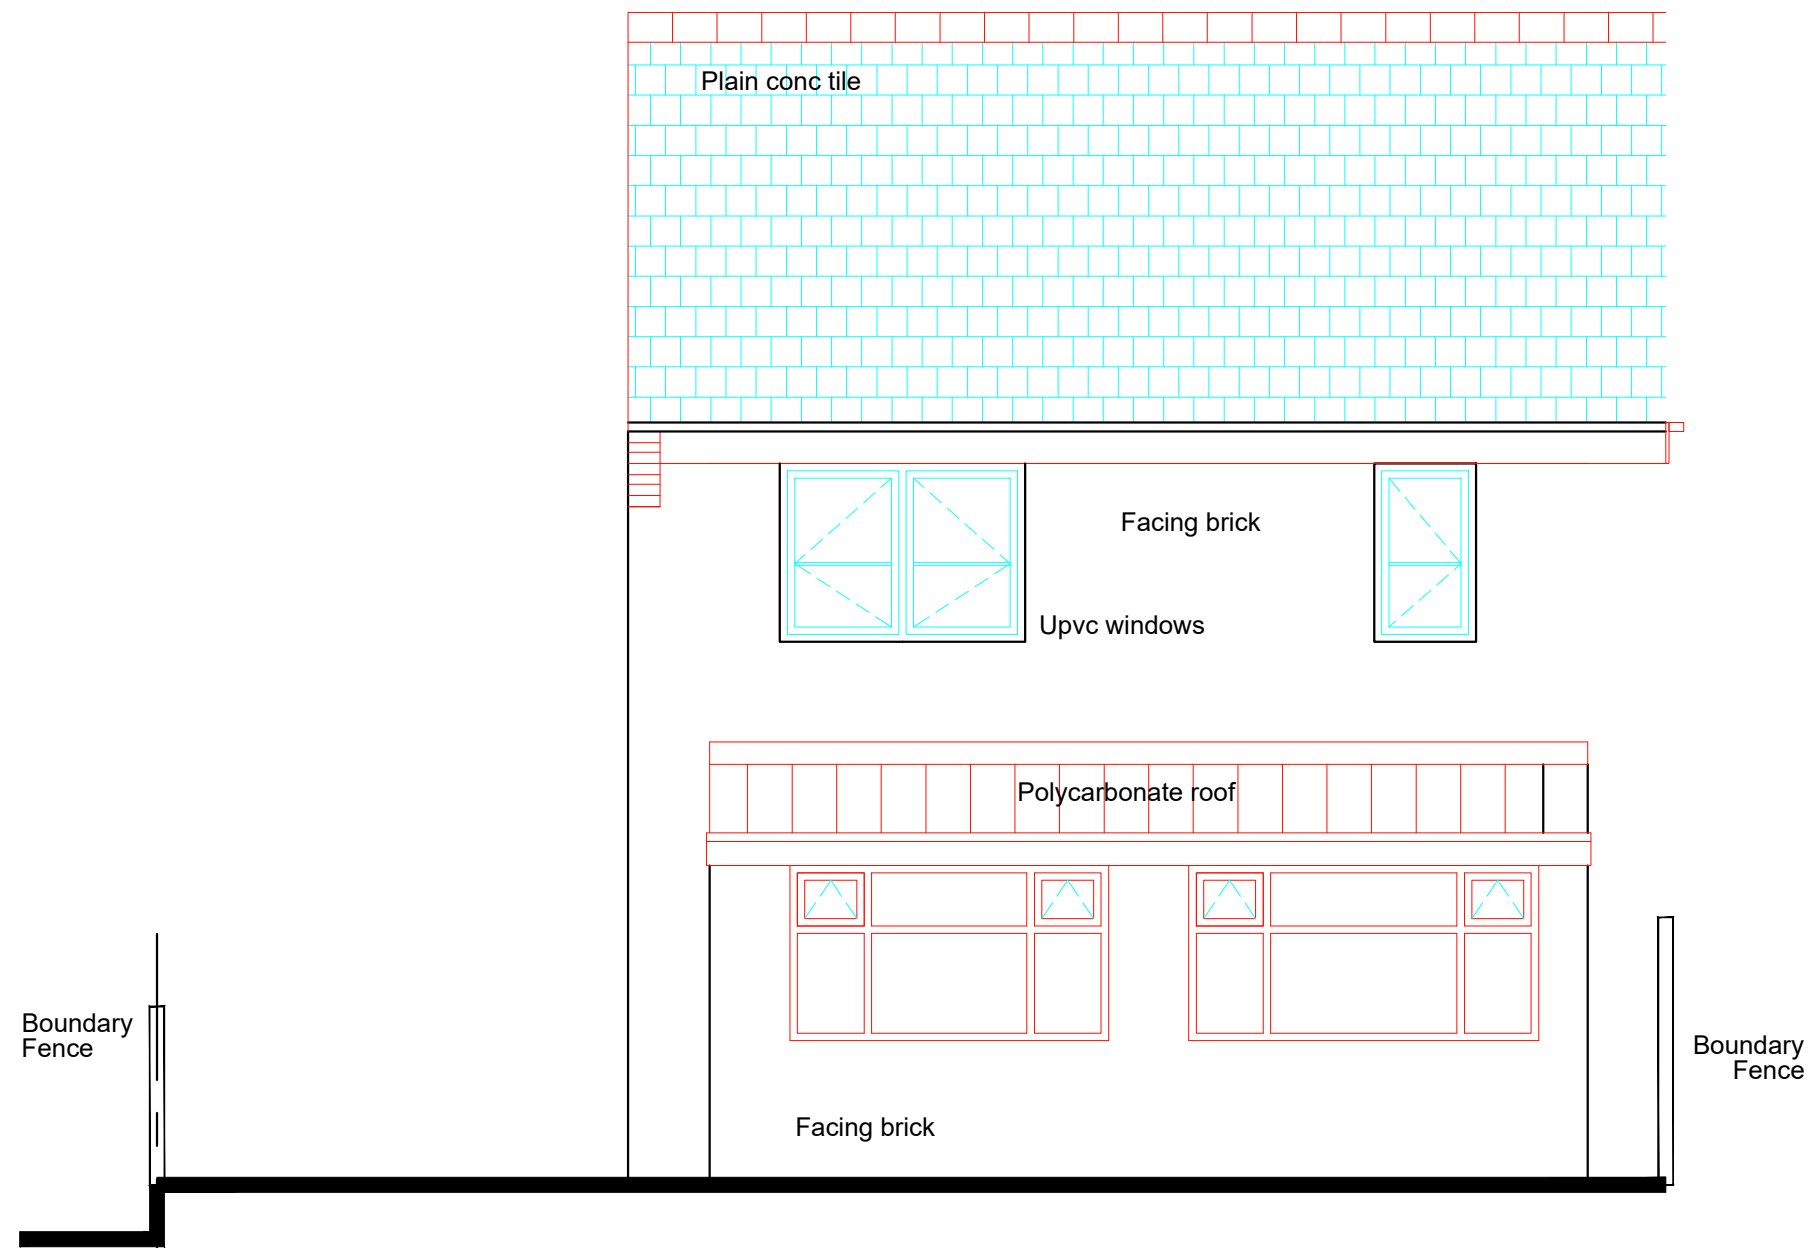 Plain conc tile
Facing brick
Upvc windows
Polycarbonate roof
Boundary
Fence
Boundary
Fence
Facing brick